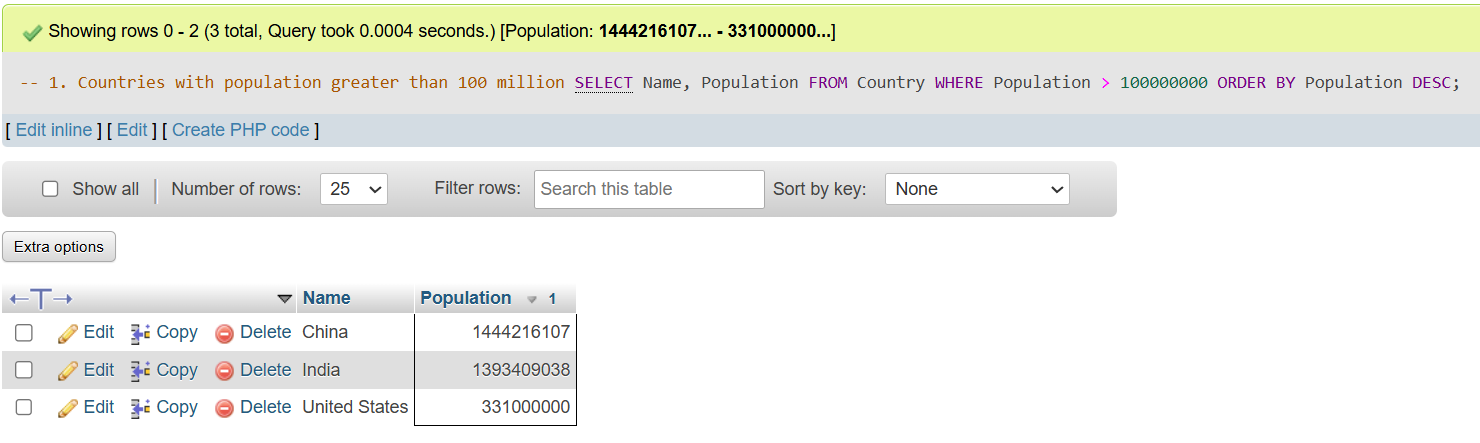 Showing rows 0 - 2 (3 total, Query took 0.0004 seconds.) [Population: 1444216107... - 331000000...]
-- 1. Countries with population greater than 100 million SELECT Name, Population FROM Country WHERE Population > 100000000 ORDER BY Population DESC;
[ Edit inline ] [ Edit ] [ Create PHP code ]
Show all | Number of rows: 25 Filter rows: Search this table Sort by key: None
Extra options
←T→ Name Population 1
Edit Copy Delete China 1444216107
Edit Copy Delete India 1393409038
Edit Copy Delete United States 331000000